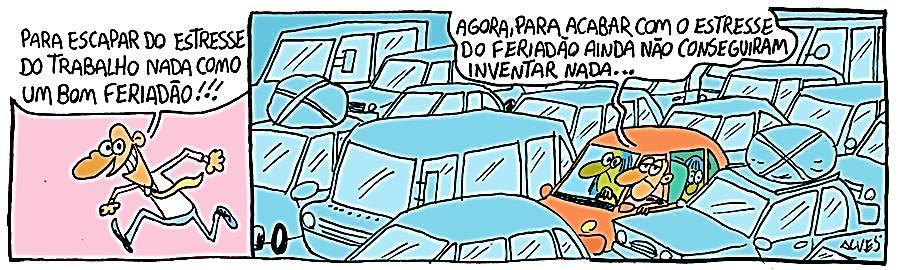 PARA ESCAPAR DO ESTRESSE
DO TRABALHO NADA COMO
UM BOM FERIADÃO!!!
AGORA, PARA ACABAR COM O ESTRESSE
DO FERIADÃO AINDA NÃO CONSEGUIRAM
INVENTAR NADA...
ALVES